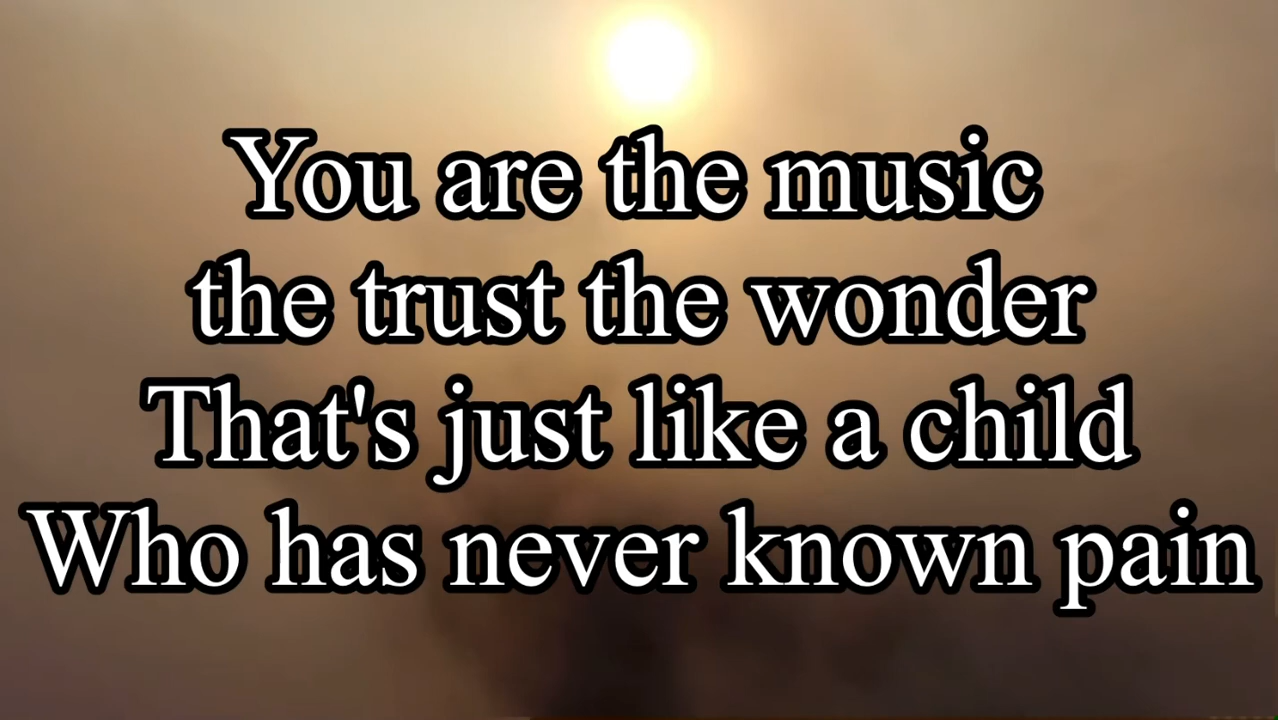 You are the music
the trust the wonder
That's just like a child
Who has never known pain